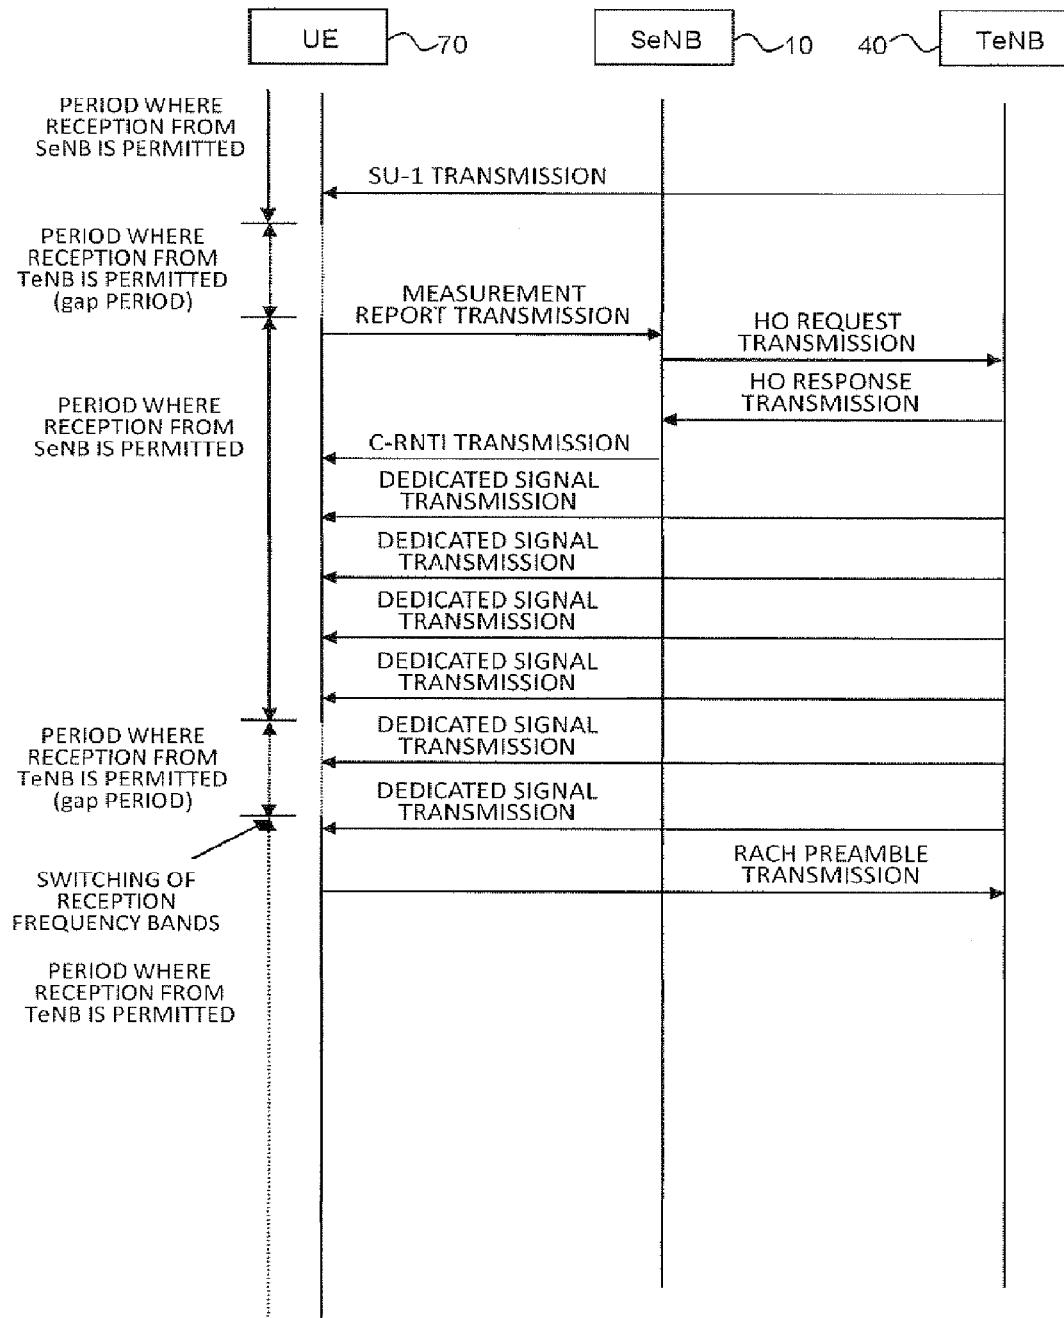 UE
70
SeNB
10
40
TeNB
PERIOD WHERE
RECEPTION FROM
SeNB IS PERMITTED
SU-1 TRANSMISSION
PERIOD WHERE
RECEPTION FROM
TeNB IS PERMITTED
(gap PERIOD)
MEASUREMENT
REPORT TRANSMISSION
HO REQUEST
TRANSMISSION
HO RESPONSE
TRANSMISSION
PERIOD WHERE
RECEPTION FROM
SeNB IS PERMITTED
C-RNTI TRANSMISSION
DEDICATED SIGNAL
TRANSMISSION
DEDICATED SIGNAL
TRANSMISSION
DEDICATED SIGNAL
TRANSMISSION
DEDICATED SIGNAL
TRANSMISSION
PERIOD WHERE
RECEPTION FROM
TeNB IS PERMITTED
(gap PERIOD)
DEDICATED SIGNAL
TRANSMISSION
DEDICATED SIGNAL
TRANSMISSION
RACH PREAMBLE
TRANSMISSION
SWITCHING OF
RECEPTION
FREQUENCY BANDS
PERIOD WHERE
RECEPTION FROM
TeNB IS PERMITTED